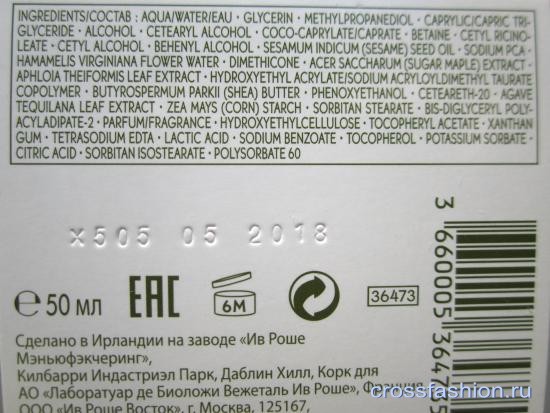 INGREDIENTS/СОСТАВ : AQUA/WATER/EAU • GLYCERIN • METHYLPROPANEDIOL • CAPRYLIC/CAPRIC TRI-
GLYCERIDE • ALCOHOL • CETEARYL ALCOHOL • COCO-CAPRYLATE/CAPRATE • BETAINE • CETYL RICINO-
LEATE • CETYL ALCOHOL • BEHENYL ALCOHOL • SESAMUM INDICUM (SESAME) SEED OIL • SODIUM PCA •
HAMAMELIS VIRGINIANA FLOWER WATER • DIMETHICONE • ACER SACCHARUM (SUGAR MAPLE) EXTRACT •
APHLOIA THEIFORMIS LEAF EXTRACT • HYDROXYETHYL ACRYLATE/SODIUM ACRYLOYLDIMETHYL TAURATE
COPOLYMER • BUTYROSPERMUM PARKII (SHEA) BUTTER • PHENOXYETHANOL • CETEARETH-20 • AGAVE
TEQUILANA LEAF EXTRACT • ZEA MAYS (CORN) STARCH • SORBITAN STEARATE • BIS-DIGLYCERYL POLY-
ACYLADIPATE-2 • PARFUM/FRAGRANCE • HYDROXYETHYLCELLULOSE • TOCOPHERYL ACETATE • XANTHAN
GUM • TETRASODIUM EDTA • LACTIC ACID • SODIUM BENZOATE • TOCOPHEROL • POTASSIUM SORBATE •
CITRIC ACID • SORBITAN ISOSTEARATE • POLYSORBATE 60
X505 05 2018
℮ 50 мл
EAC
6M
36473
3 660005 36473
Сделано в Ирландии на заводе «Ив Роше
Мэньюфэкчеринг»,
Килбарри Индастриэл Парк, Даблин Хилл, Корк для
АО «Лаборатуар де Биоложи Вежеталь Ив Роше», Франция
ООО «Ив Роше Восток», г. Москва, 125167,
crossfashion.ru